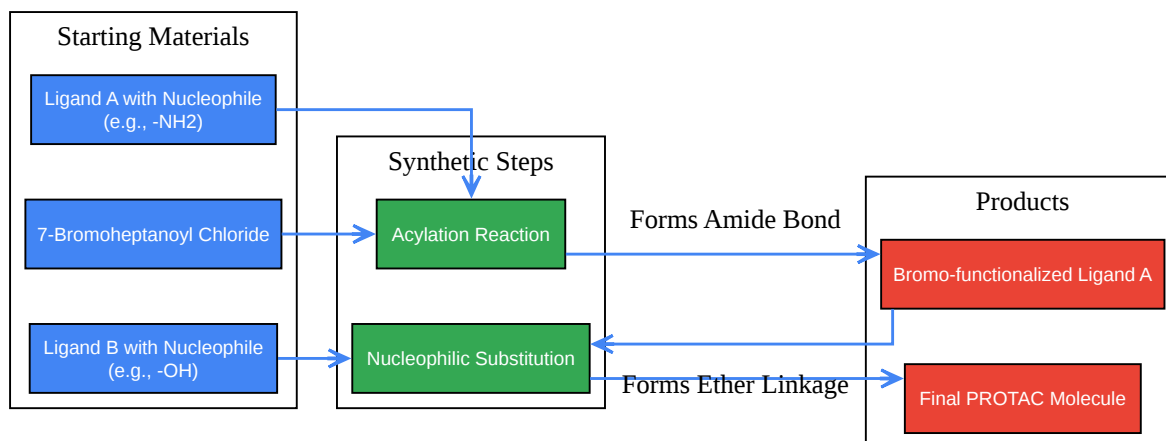 Starting Materials
Ligand A with Nucleophile
(e.g., -NH2)
7-Bromoheptanoyl Chloride
Ligand B with Nucleophile
(e.g., -OH)
Synthetic Steps
Acylation Reaction
Nucleophilic Substitution
Forms Amide Bond
Forms Ether Linkage
Products
Bromo-functionalized Ligand A
Final PROTAC Molecule